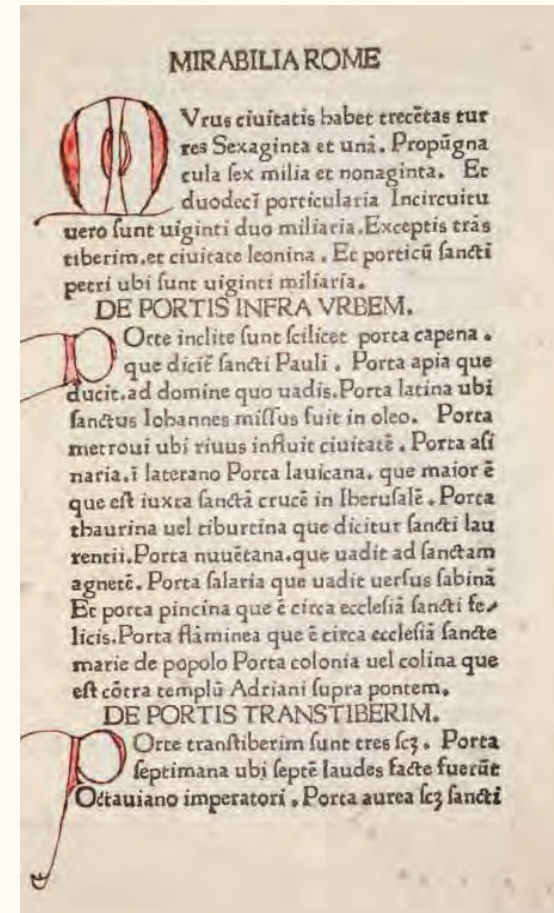 MIRABILIA ROME
MVrus ciuitatis habet trecētas tur
res Sexaginta et unā. Propūgna
cula ſex milia et nonaginta. Et
duodecī porticularia Incircuitu
uero ſunt uiginti duo miliaria. Exceptis trās
tiberim. et ciuitate leonina. Et porticū ſancti
petri ubi ſunt uiginti miliaria.
DE PORTIS INFRA VRBEM.
POrte inclite ſunt ſcilicet porta capena.
que dicit̄ ſancti Pauli. Porta apia que
ducit. ad domine quo uadis. Porta latina ubi
ſanctus Iohannes miſſus fuit in oleo. Porta
metroui ubi riuus influit ciuitatē. Porta aſi
naria. ī laterano Porta lauicana. que maior ē
que eſt iuxta ſanctā crucē in Iheruſalē. Porta
thaurina uel tiburtina que dicitur ſancti lau
rentii. Porta nuuētana. que uadit ad ſanctam
agnetē. Porta ſalaria que uadit uerſus ſabinā
Et porta pincina que ē circa eccleſiā ſancti fe⸗
licis. Porta flāminea que ē circa eccleſiā ſancte
marie de popolo Porta colonia uel colina que
eſt cōtra templū Adriani ſupra pontem.
DE PORTIS TRANSTIBERIM.
POrte tranſtiberim ſunt tres ſcꝫ. Porta
ſeptimana ubi ſeptē laudes facte fuerūt
Octauiano imperatori. Porta aurea ſcꝫ ſancti